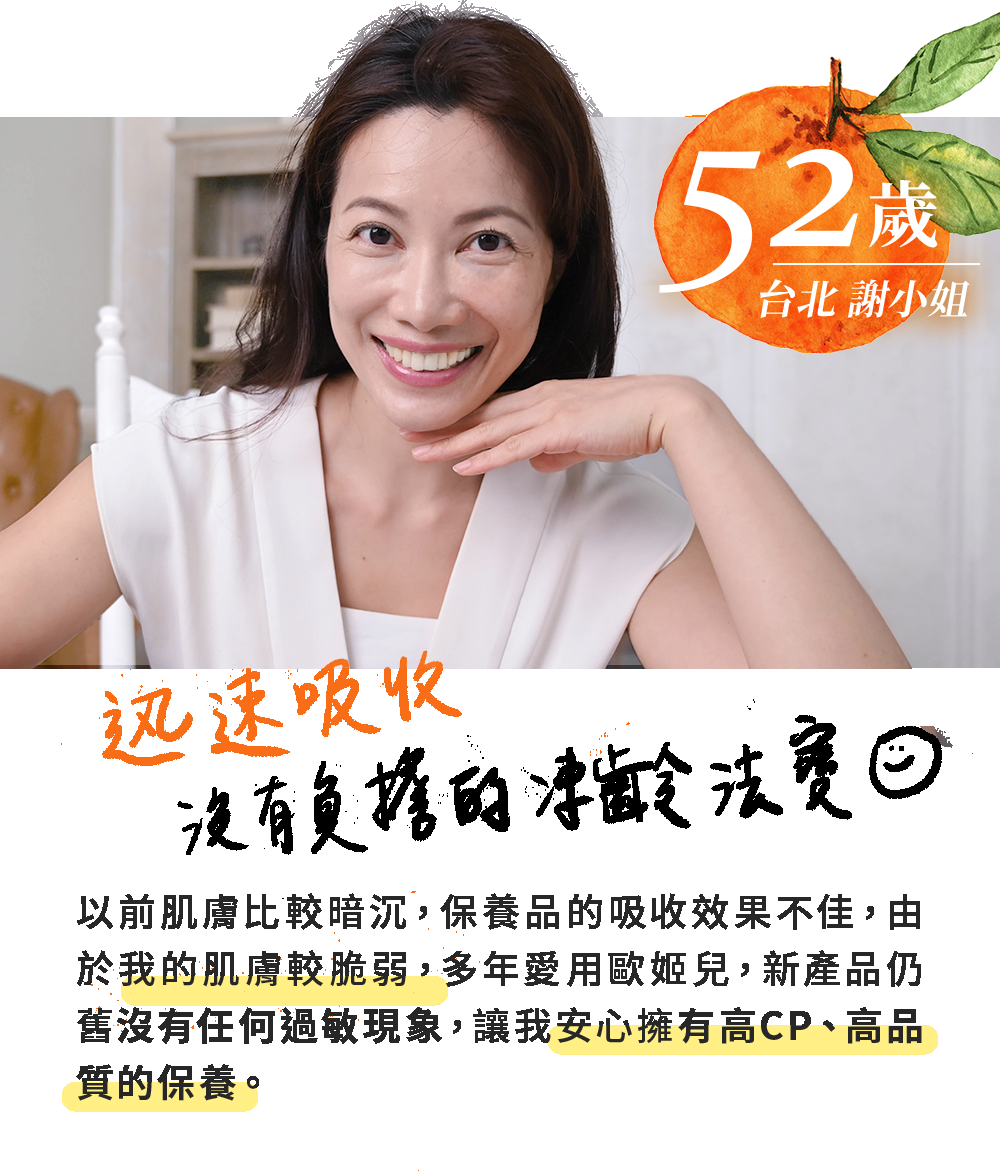 52歲
台北 謝小姐
迅速吸收
沒有負擔的凍齡法寶
以前肌膚比較暗沉，保養品的吸收效果不佳，由
於我的肌膚較脆弱，多年愛用歐姬兒，新產品仍
舊沒有任何過敏現象，讓我安心擁有高CP、高品
質的保養。